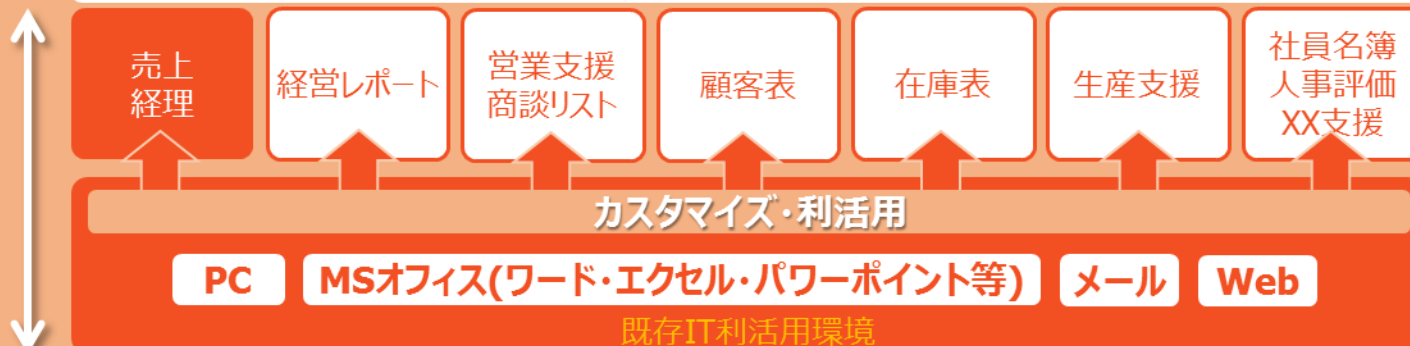 売上
経理
経営レポート
営業支援
商談リスト
顧客表
在庫表
生産支援
社員名簿
人事評価
XX支援
カスタマイズ・利活用
PC
MSオフィス(ワード・エクセル・パワーポイント等)
メール
Web
既存IT利活用環境